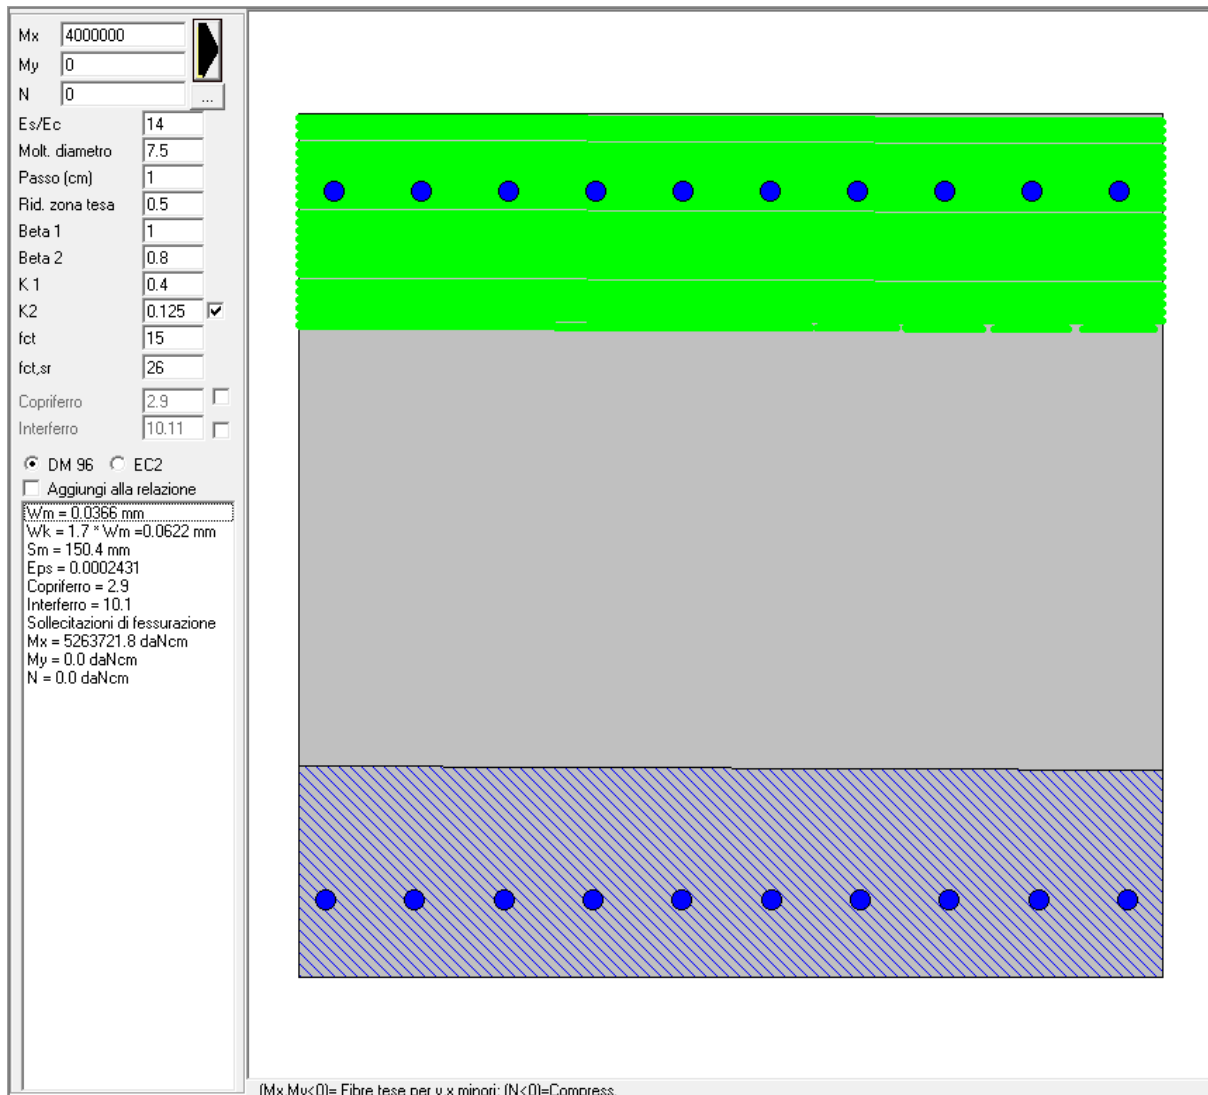 Mx 4000000
My 0
N 0
...
Es/Ec 14
Molt. diametro 7.5
Passo (cm) 1
Rid. zona tesa 0.5
Beta 1 1
Beta 2 0.8
K 1 0.4
K2 0.125
fct 15
fct,sr 26
Copriferro 2.9
Interferro 10.11
DM 96 EC2
Aggiungi alla relazione
Wm = 0.0366 mm
Wk = 1.7 * Wm =0.0622 mm
Sm = 150.4 mm
Eps = 0.0002431
Copriferro = 2.9
Interferro = 10.1
Sollecitazioni di fessurazione
Mx = 5263721.8 daNcm
My = 0.0 daNcm
N = 0.0 daNcm
(Mx,My<0)= Fibre tese per y,x minori; (N<0)=Compress.